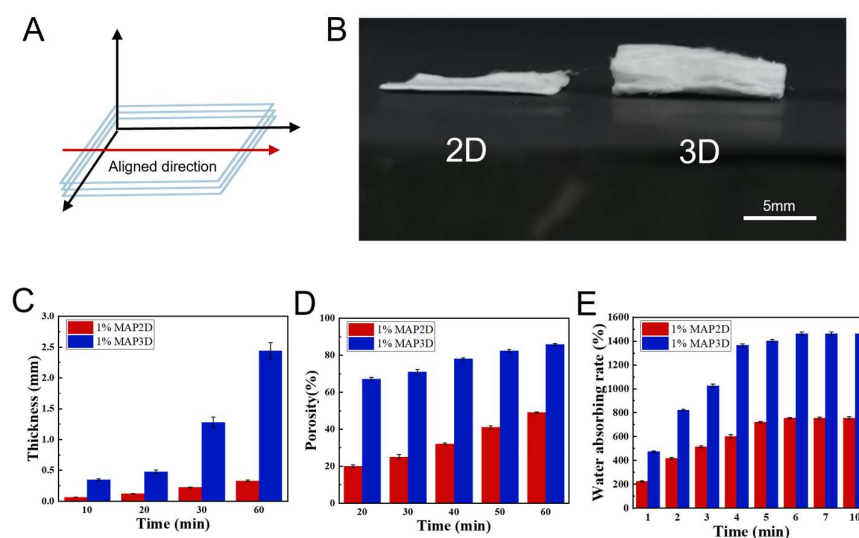 A
Aligned direction
B
2D
3D
5mm
C
1% MAP2D
1% MAP3D
3.0
2.5
2.0
1.5
1.0
0.5
0.0
Thickness (mm)
10 20 30 60
Time (min)
D
1% MAP2D
1% MAP3D
100
80
60
40
20
0
Porosity(%)
20 30 40 50 60
Time (min)
E
1% MAP2D
1% MAP3D
1600
1400
1200
1000
800
600
400
200
0
Water absorbing rate (%)
1 2 3 4 5 6 7 10
Time (min)